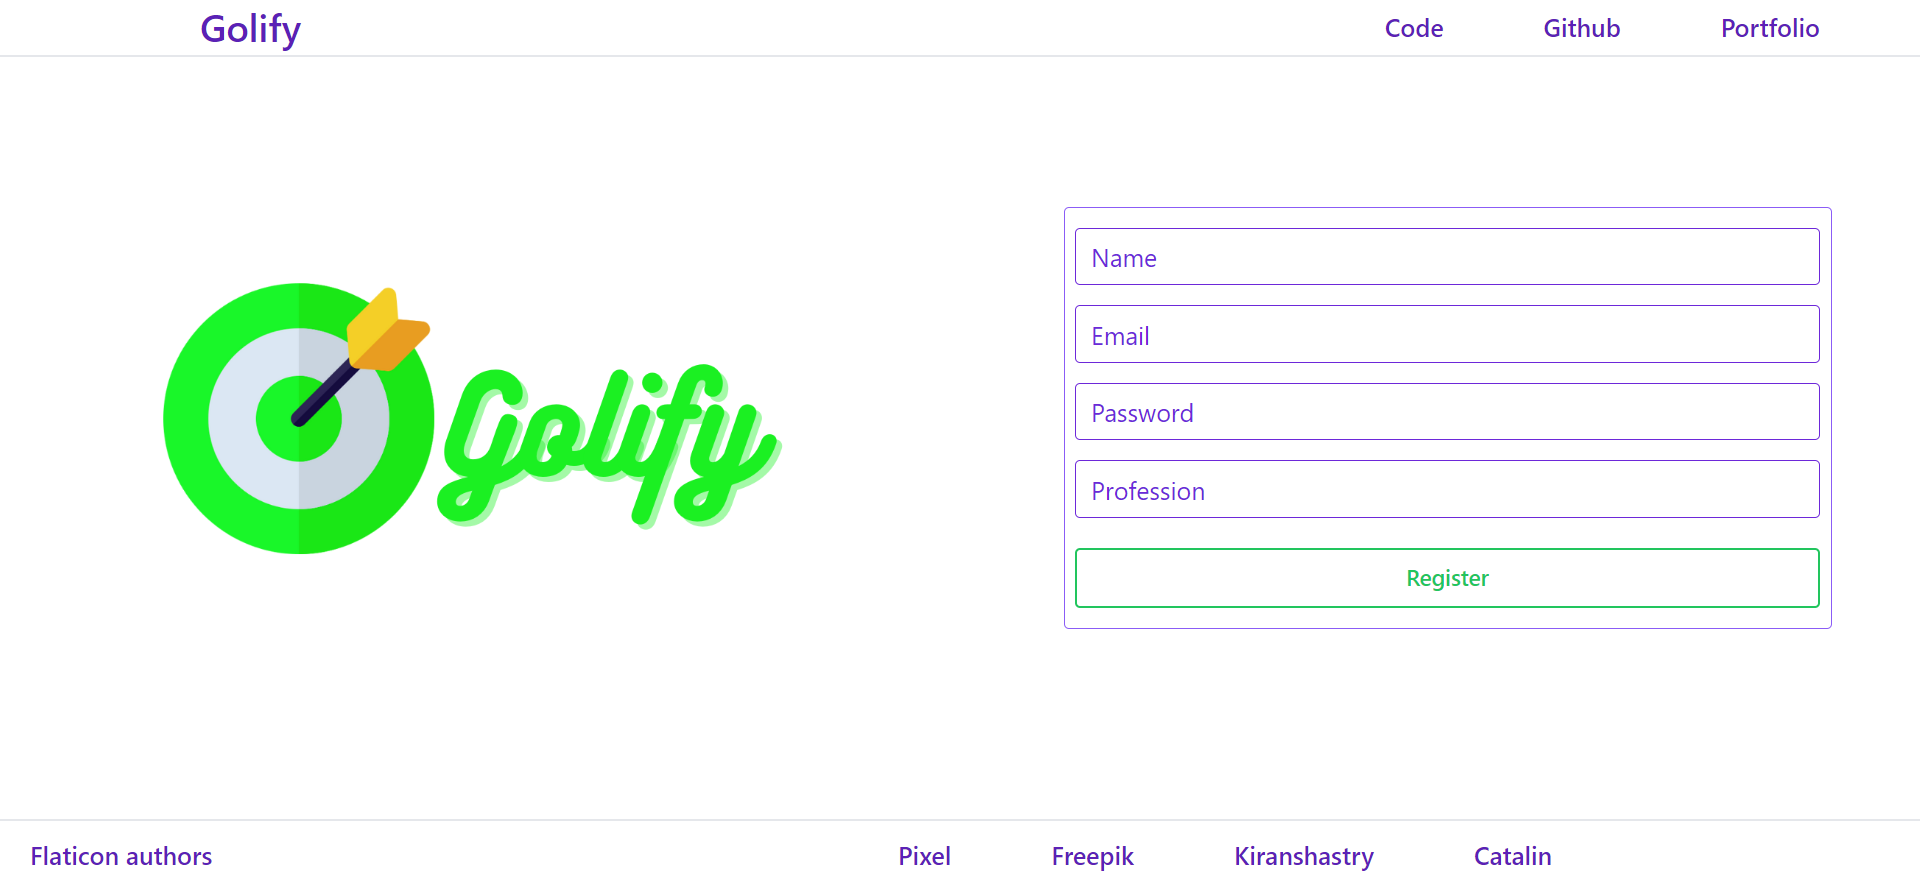 Golify Code Github Portfolio
Golify
Name
Email
Password
Profession
Register
Flaticon authors Pixel Freepik Kiranshastry Catalin